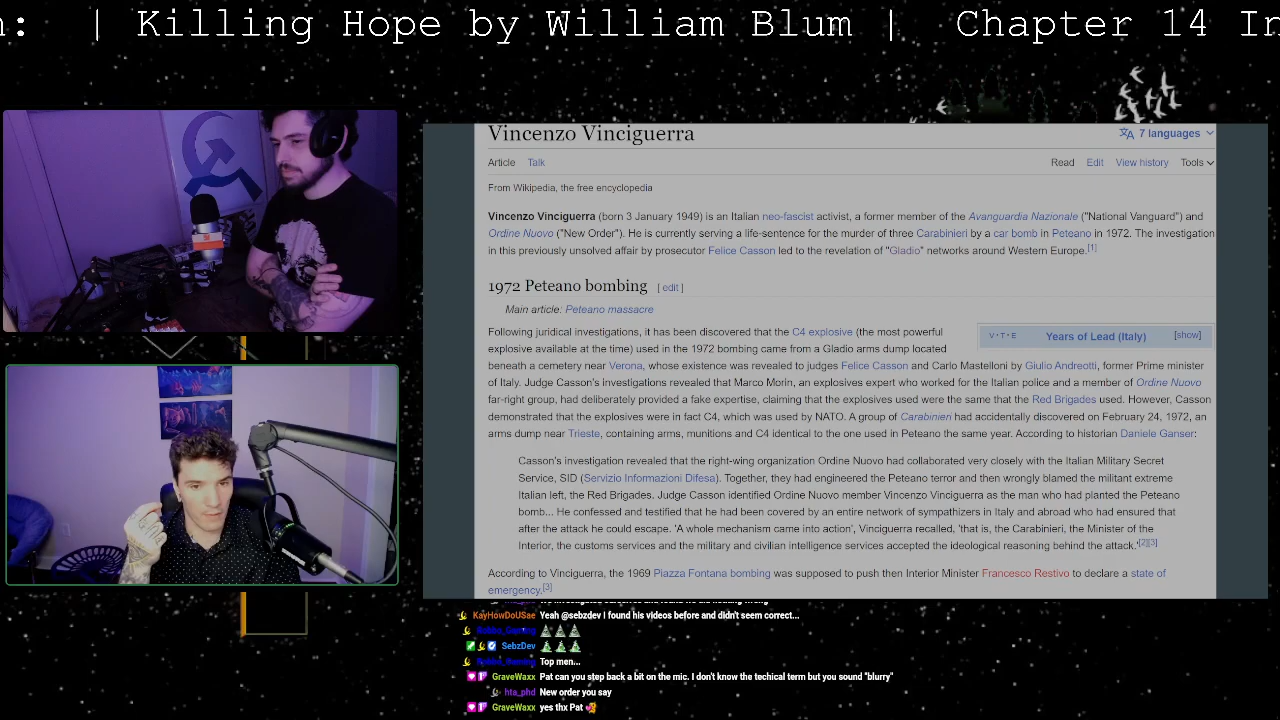 n: | Killing Hope by William Blum | Chapter 14 In
Vincenzo Vinciguerra
7 languages
Article Talk
Read Edit View history Tools
From Wikipedia, the free encyclopedia
Vincenzo Vinciguerra (born 3 January 1949) is an Italian neo-fascist activist, a former member of the Avanguardia Nazionale ("National Vanguard") and
Ordine Nuovo ("New Order"). He is currently serving a life-sentence for the murder of three Carabinieri by a car bomb in Peteano in 1972. The investigation
in this previously unsolved affair by prosecutor Felice Casson led to the revelation of "Gladio" networks around Western Europe.[1]
1972 Peteano bombing [ edit ]
Main article: Peteano massacre
Following juridical investigations, it has been discovered that the C4 explosive (the most powerful
explosive available at the time) used in the 1972 bombing came from a Gladio arms dump located
V·T·E Years of Lead (Italy) [show]
beneath a cemetery near Verona, whose existence was revealed to judges Felice Casson and Carlo Mastelloni by Giulio Andreotti, former Prime minister
of Italy. Judge Casson's investigations revealed that Marco Morin, an explosives expert who worked for the Italian police and a member of Ordine Nuovo
far-right group, had deliberately provided a fake expertise, claiming that the explosives used were the same that the Red Brigades used. However, Casson
demonstrated that the explosives were in fact C4, which was used by NATO. A group of Carabinieri had accidentally discovered on February 24, 1972, an
arms dump near Trieste, containing arms, munitions and C4 identical to the one used in Peteano the same year. According to historian Daniele Ganser:
Casson's investigation revealed that the right-wing organization Ordine Nuovo had collaborated very closely with the Italian Military Secret
Service, SID (Servizio Informazioni Difesa). Together, they had engineered the Peteano terror and then wrongly blamed the militant extreme
Italian left, the Red Brigades. Judge Casson identified Ordine Nuovo member Vincenzo Vinciguerra as the man who had planted the Peteano
bomb... He confessed and testified that he had been covered by an entire network of sympathizers in Italy and abroad who had ensured that
after the attack he could escape. 'A whole mechanism came into action', Vinciguerra recalled, 'that is, the Carabinieri, the Minister of the
Interior, the customs services and the military and civilian intelligence services accepted the ideological reasoning behind the attack.'[2][3]
According to Vinciguerra, the 1969 Piazza Fontana bombing was supposed to push then Interior Minister Francesco Restivo to declare a state of
emergency.[3]
KayHowDoUSae Yeah @sebzdev I found his videos before and didn't seem correct...
SebzDev
Top men...
GraveWaxx Pat can you step back a bit on the mic. I don't know the techical term but you sound "blurry"
hta_phd New order you say
GraveWaxx yes thx Pat